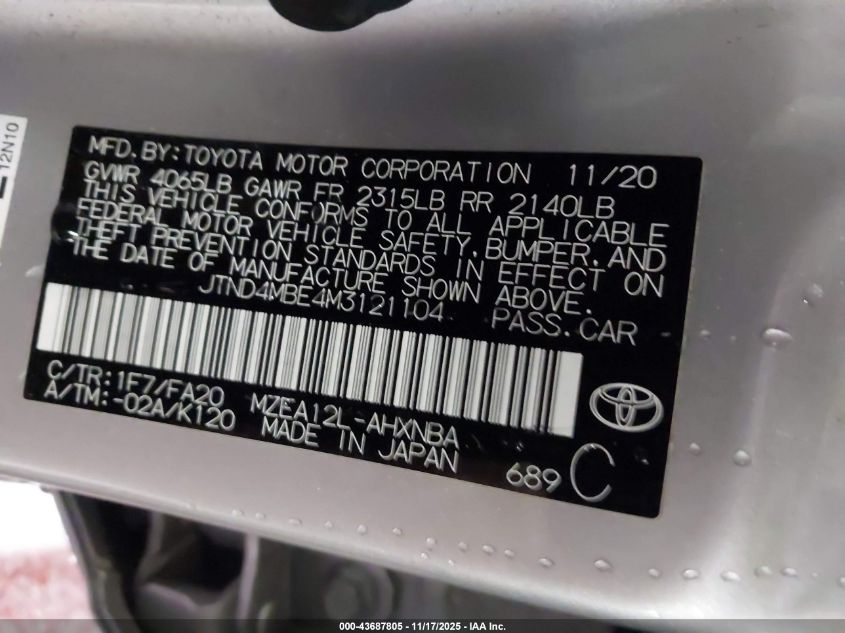 12N10
MFD. BY: TOYOTA MOTOR CORPORATION 11/20
GVWR 4065LB GAWR FR 2315LB RR 2140LB
THIS VEHICLE CONFORMS TO ALL APPLICABLE
FEDERAL MOTOR VEHICLE SAFETY, BUMPER, AND
THEFT PREVENTION STANDARDS IN EFFECT ON
THE DATE OF MANUFACTURE SHOWN ABOVE.
JTND4MBE4M3121104 PASS. CAR
C/TR: 1F7/FA20
A/TM: -02A/K120
MZEA12L-AHXNBA
MADE IN JAPAN
689 C
000-43687805 - 11/17/2025 - IAA Inc.